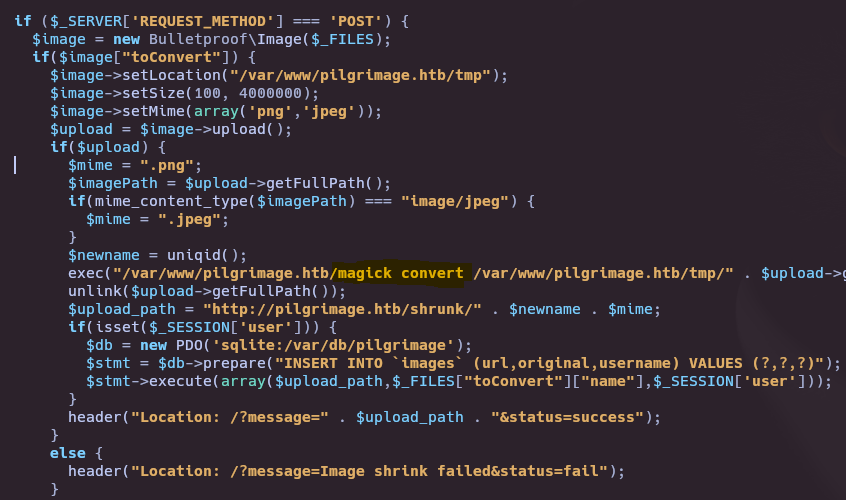 if ($_SERVER['REQUEST_METHOD'] === 'POST') {
  $image = new Bulletproof\Image($_FILES);
  if($image["toConvert"]) {
    $image->setLocation("/var/www/pilgrimage.htb/tmp");
    $image->setSize(100, 4000000);
    $image->setMime(array('png','jpeg'));
    $upload = $image->upload();
    if($upload) {
      $mime = ".png";
      $imagePath = $upload->getFullPath();
      if(mime_content_type($imagePath) === "image/jpeg") {
        $mime = ".jpeg";
      }
      $newname = uniqid();
      exec("/var/www/pilgrimage.htb/magick convert /var/www/pilgrimage.htb/tmp/" . $upload->g
      unlink($upload->getFullPath());
      $upload_path = "http://pilgrimage.htb/shrunk/" . $newname . $mime;
      if(isset($_SESSION['user'])) {
        $db = new PDO('sqlite:/var/db/pilgrimage');
        $stmt = $db->prepare("INSERT INTO `images` (url,original,username) VALUES (?,?,?)");
        $stmt->execute(array($upload_path,$_FILES["toConvert"]["name"],$_SESSION['user']));
      }
      header("Location: /?message=" . $upload_path . "&status=success");
    }
    else {
      header("Location: /?message=Image shrink failed&status=fail");
    }